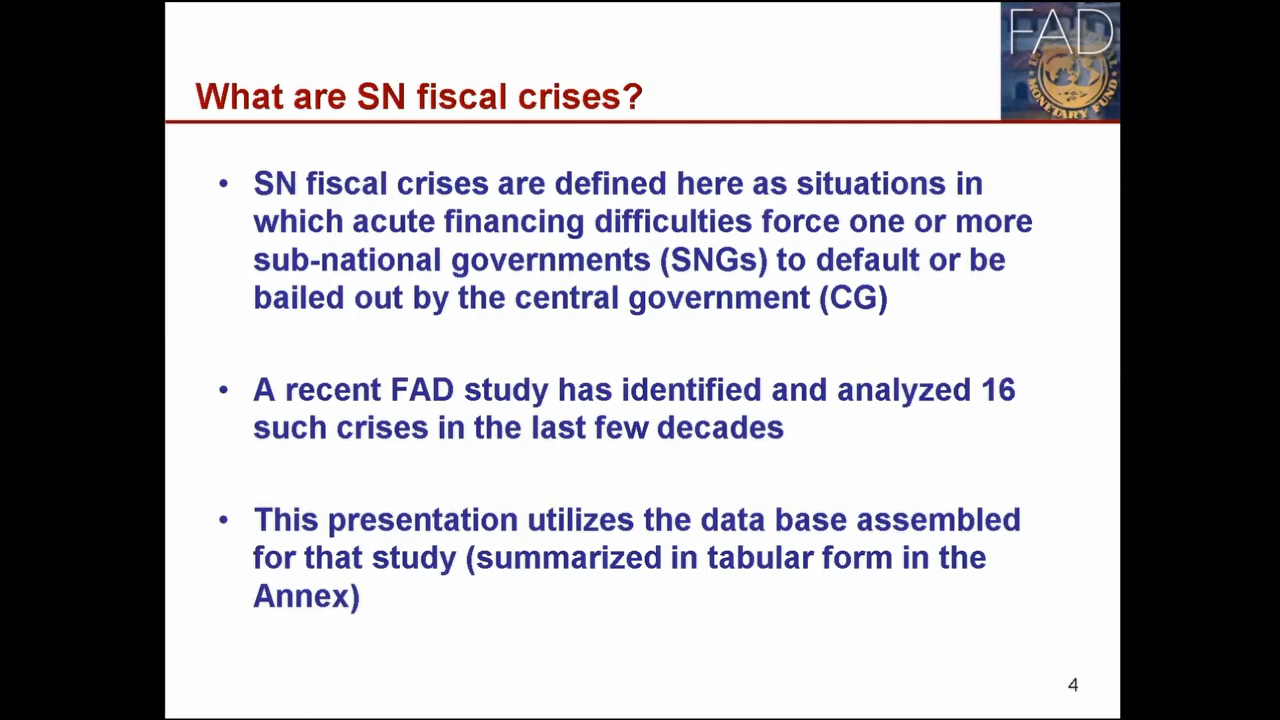 FAD
MONETARY FUND
What are SN fiscal crises?
• SN fiscal crises are defined here as situations in
which acute financing difficulties force one or more
sub-national governments (SNGs) to default or be
bailed out by the central government (CG)
• A recent FAD study has identified and analyzed 16
such crises in the last few decades
• This presentation utilizes the data base assembled
for that study (summarized in tabular form in the
Annex)
4